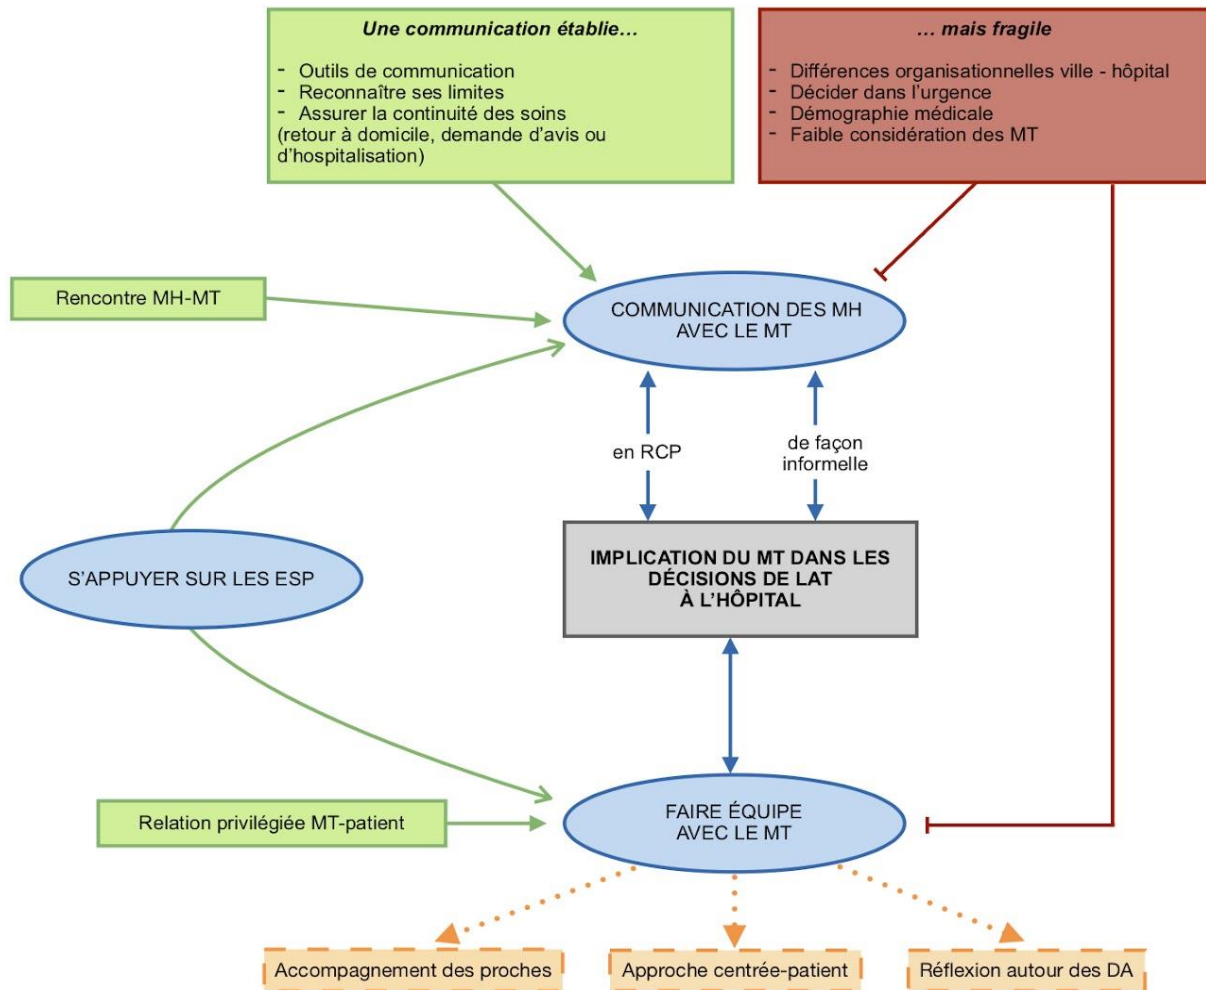 Une communication établie…
- Outils de communication
- Reconnaître ses limites
- Assurer la continuité des soins
(retour à domicile, demande d'avis ou
d'hospitalisation)
... mais fragile
- Différences organisationnelles ville - hôpital
- Décider dans l'urgence
- Démographie médicale
- Faible considération des MT
Rencontre MH-MT
COMMUNICATION DES MH
AVEC LE MT
en RCP
de façon
informelle
S'APPUYER SUR LES ESP
IMPLICATION DU MT DANS LES
DÉCISIONS DE LAT
À L'HÔPITAL
Relation privilégiée MT-patient
FAIRE ÉQUIPE
AVEC LE MT
Accompagnement des proches
Approche centrée-patient
Réflexion autour des DA